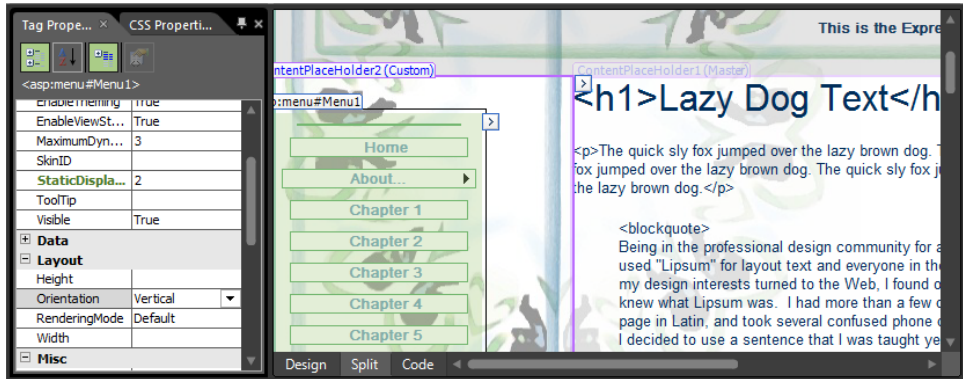 Tag Prope... × CSS Properti...
<asp:menu#Menu1>
EnableTheming True
EnableViewSt... True
MaximumDyn... 3
SkinID
StaticDispla... 2
ToolTip
Visible True
Data
Layout
Height
Orientation Vertical
RenderingMode Default
Width
Misc
This is the Expre
ntentPlaceHolder2 (Custom)
ContentPlaceHolder1 (Master)
p:menu#Menu1
Home
About...
Chapter 1
Chapter 2
Chapter 3
Chapter 4
Chapter 5
<h1>Lazy Dog Text</h
<p>The quick sly fox jumped over the lazy brown dog. T
fox jumped over the lazy brown dog. The quick sly fox ju
the lazy brown dog.</p>
<blockquote>
Being in the professional design community for a
used "Lipsum" for layout text and everyone in the
my design interests turned to the Web, I found o
knew what Lipsum was. I had more than a few c
page in Latin, and took several confused phone c
I decided to use a sentence that I was taught ye
Design Split Code